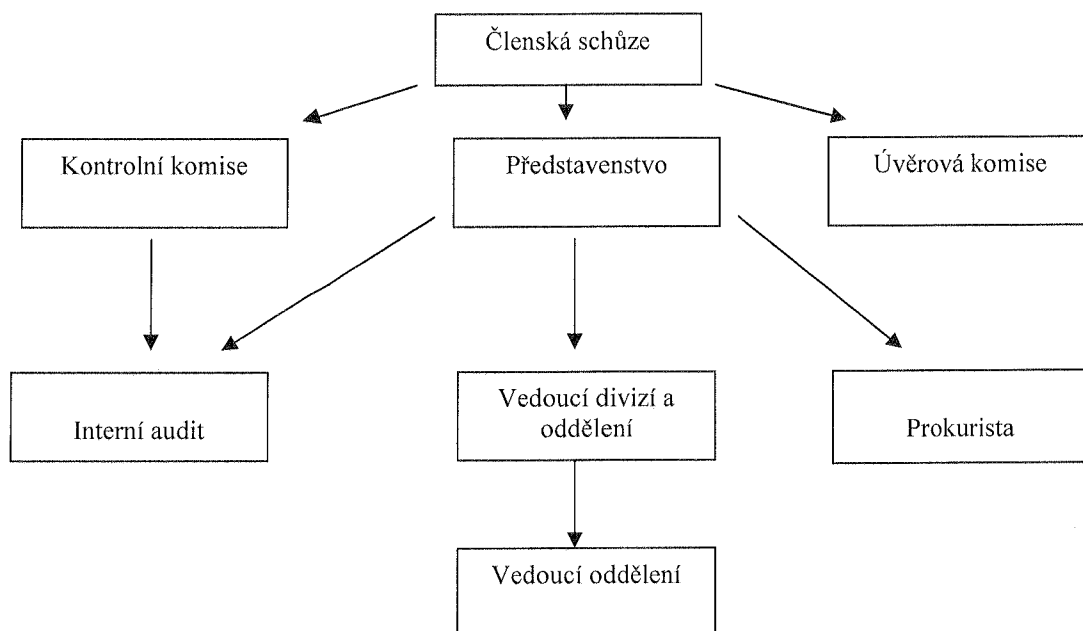 Členská schůze
Kontrolní komise
Představenstvo
Úvěrová komise
Interní audit
Vedoucí divizí a
oddělení
Prokurista
Vedoucí oddělení